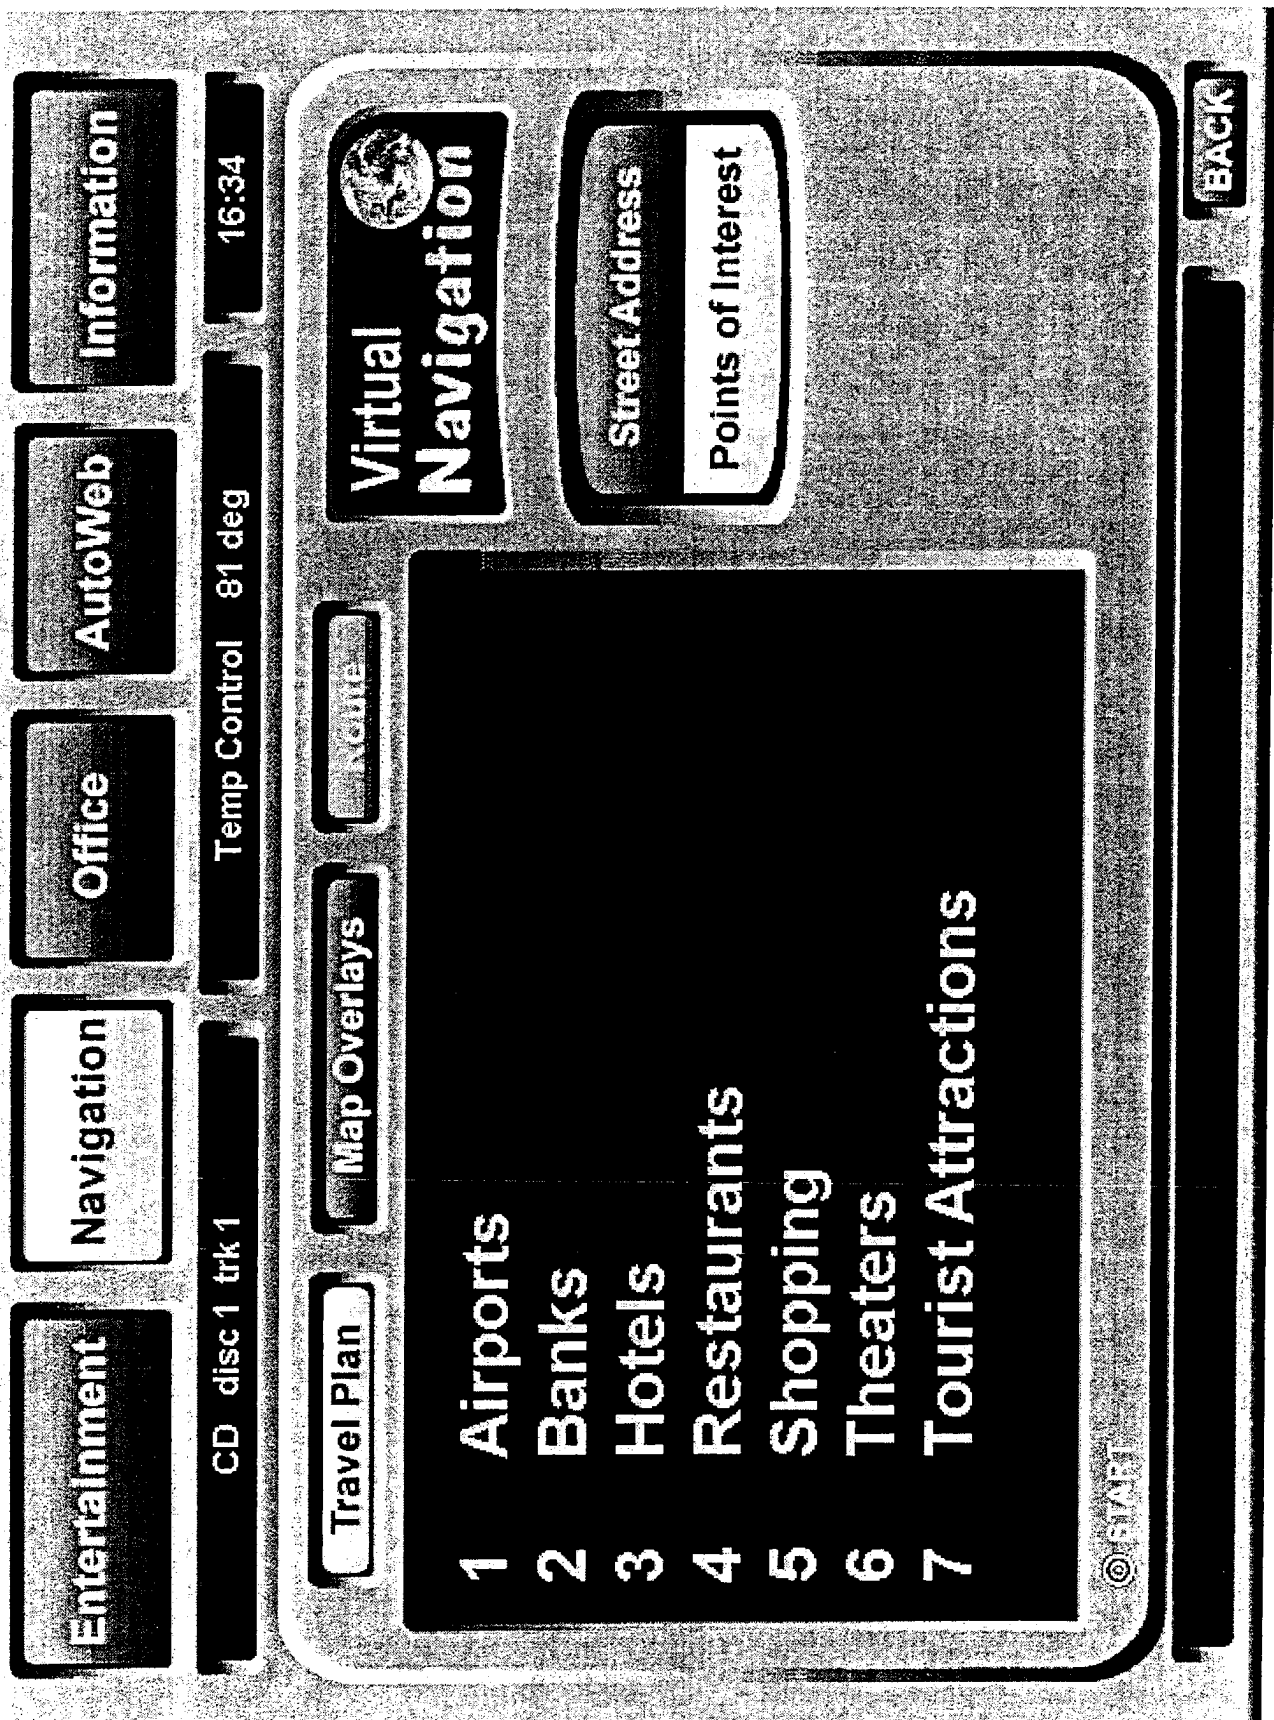 Entertainment
Navigation
Office
AutoWeb
Information
CD disc 1 trk 1
Temp Control 81 deg
16:34
Travel Plan
Map Overlays
Route
Virtual
Navigation
1 Airports
2 Banks
3 Hotels
4 Restaurants
5 Shopping
6 Theaters
7 Tourist Attractions
Street Address
Points of Interest
START
BACK